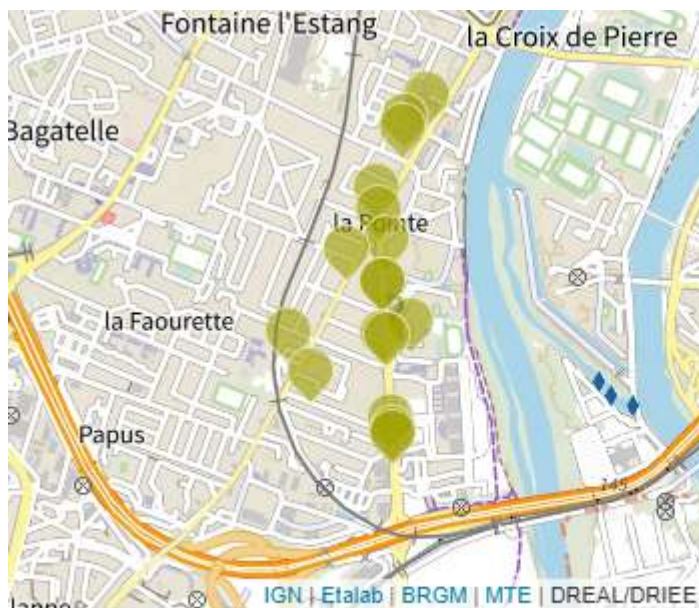 Fontaine l'Estang
la Croix de Pierre
Bagatelle
la Pointe
la Faourette
Papus
145
IGN | Etalab | BRGM | MTE | DREAL/DRIEE